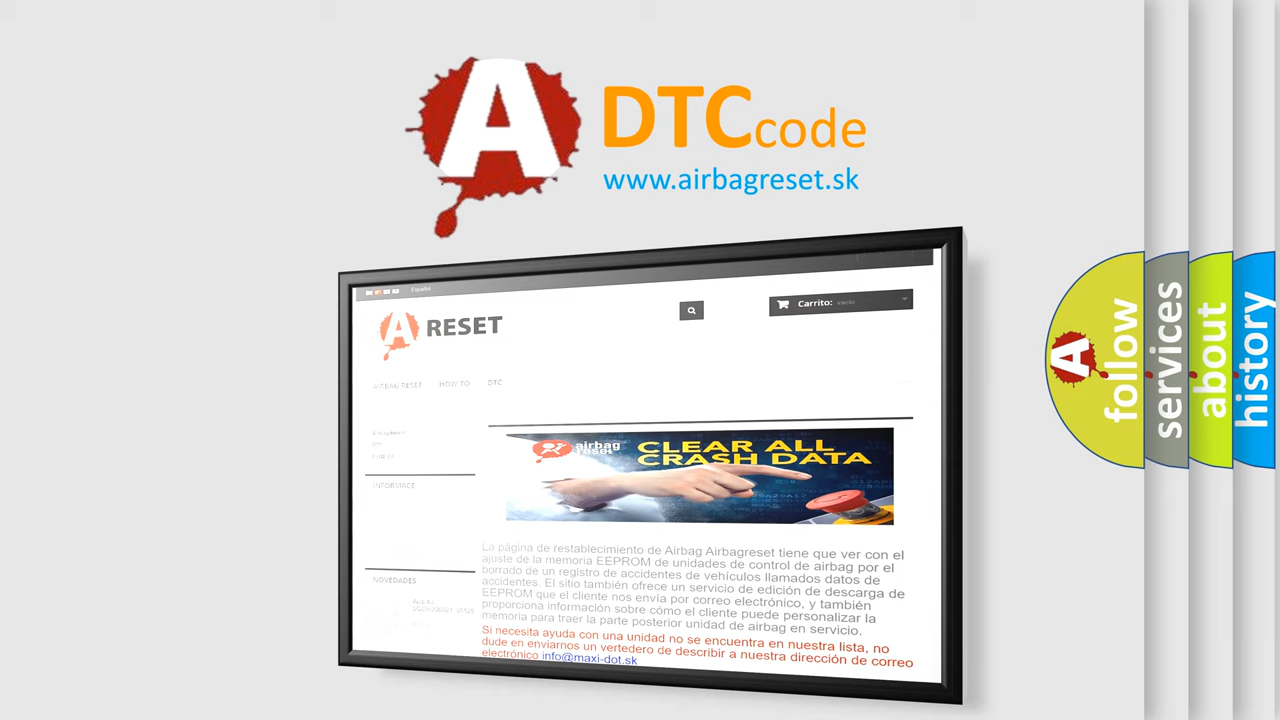 A DTCcode
www.airbagreset.sk
Español
A RESET
Carrito: vacío
AIRBAG RESET HOW TO DTC
INFORMACE
airbag
reset
CLEAR ALL
CRASH DATA
La página de restablecimiento de Airbag Airbagreset tiene que ver con el
ajuste de la memoria EEPROM de unidades de control de airbag por el
borrado de un registro de accidentes de vehículos llamados datos de
accidentes. El sitio también ofrece un servicio de edición de descarga de
EEPROM que el cliente nos envía por correo electrónico, y también
proporciona información sobre cómo el cliente puede personalizar la
memoria para traer la parte posterior unidad de airbag en servicio.
Si necesita ayuda con una unidad no se encuentra en nuestra lista, no
dude en enviarnos un vertedero de describir a nuestra dirección de correo
electrónico info@maxi-dot.sk
NOVEDADES
A
follow
services
about
history